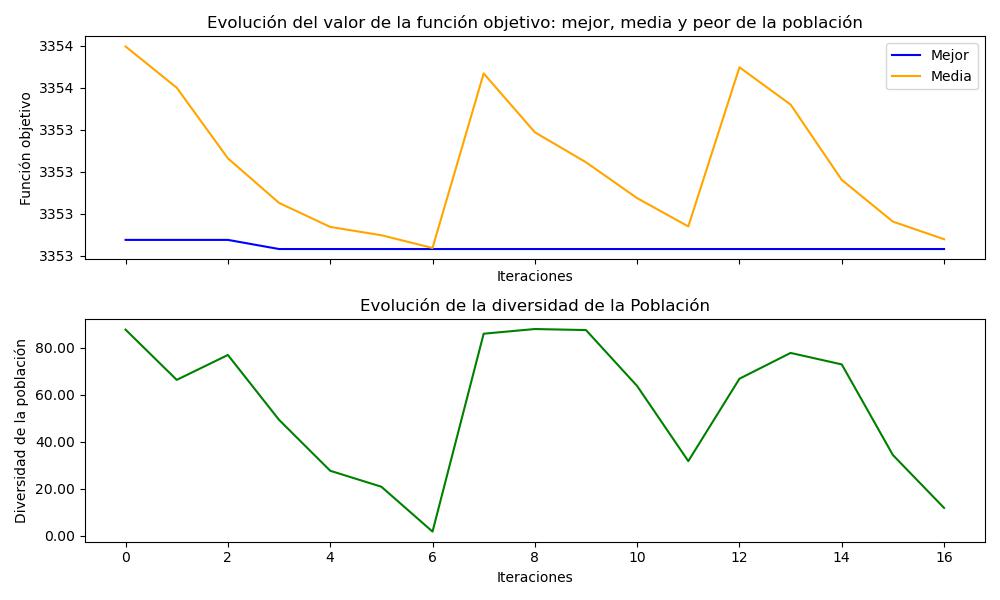 Evolución del valor de la función objetivo: mejor, media y peor de la población
Función objetivo
3354
3354
3353
3353
3353
3353
Mejor
Media
Iteraciones
Evolución de la diversidad de la Población
Diversidad de la población
80.00
60.00
40.00
20.00
0.00
0 2 4 6 8 10 12 14 16
Iteraciones